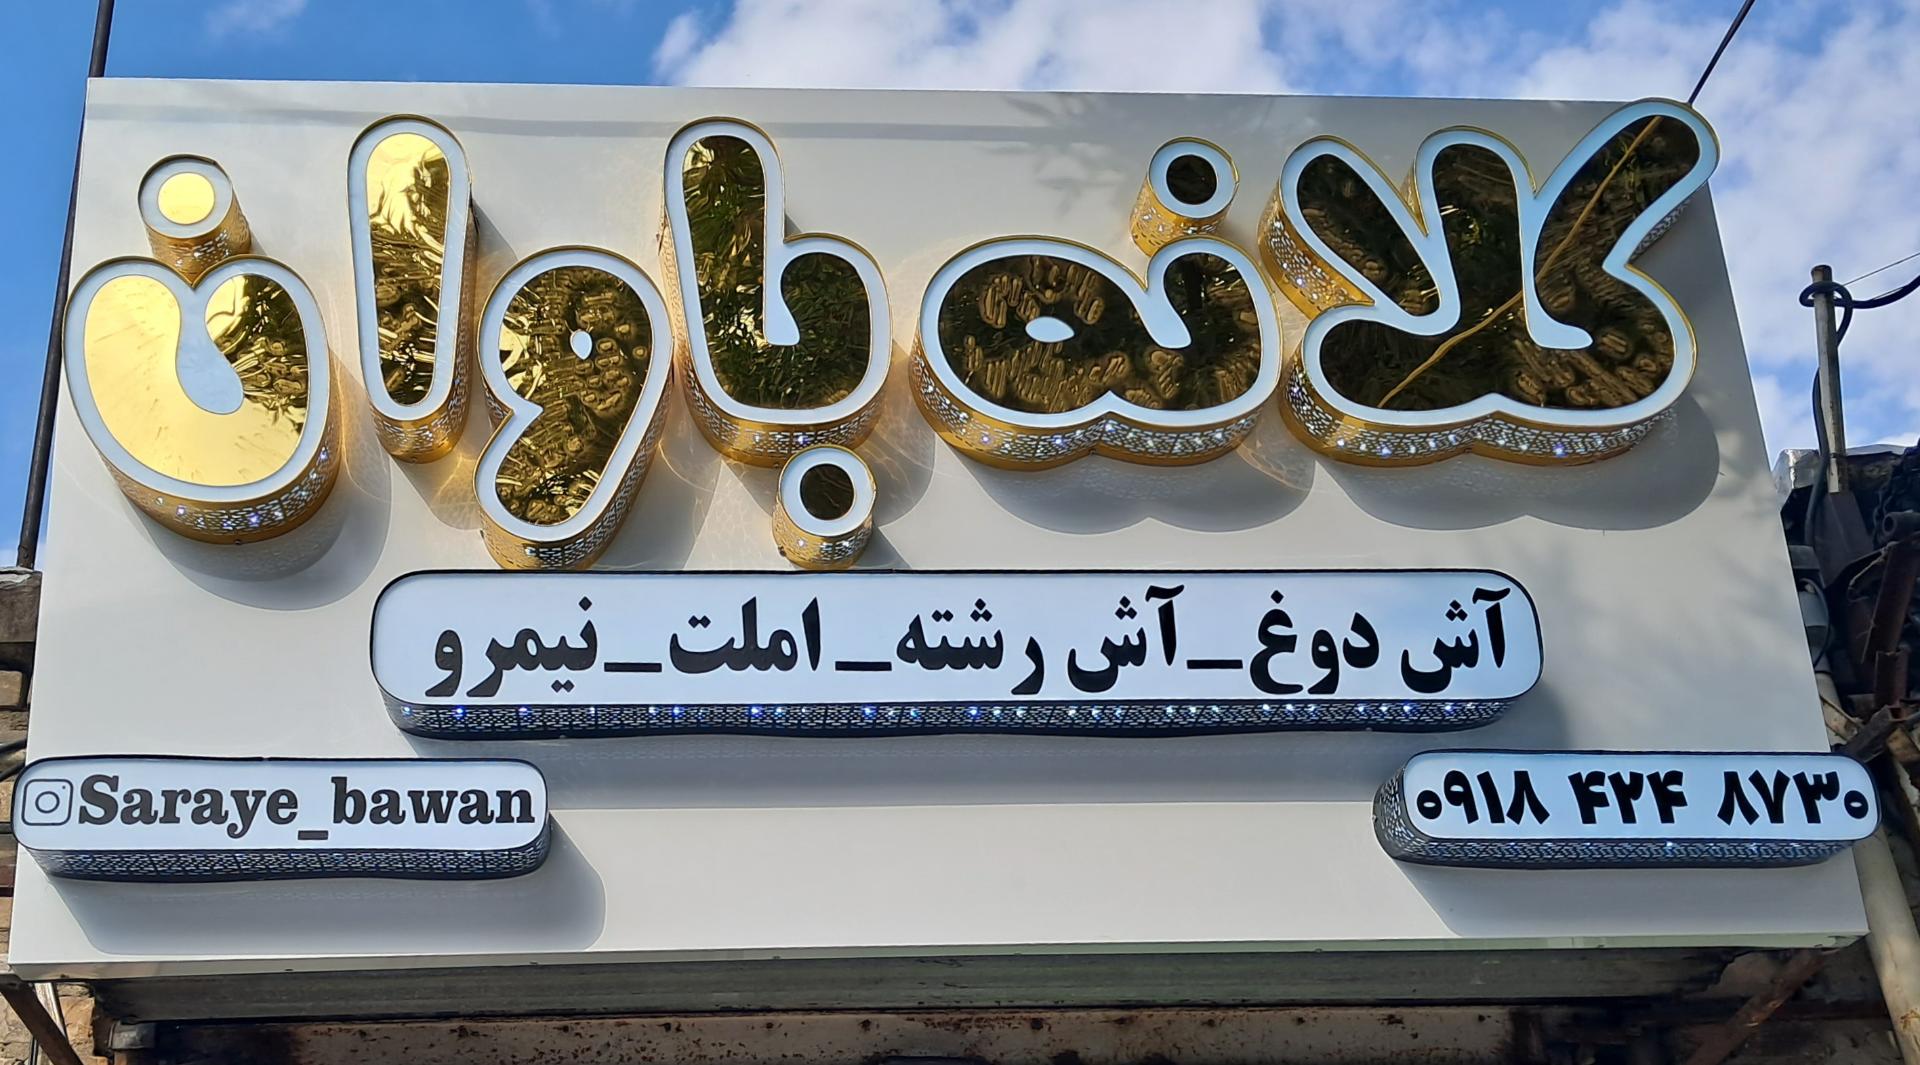 کلانه باوان
آش دوغ_آش رشته_املت_نیمرو
Saraye_bawan
۰۹۱۸ ۴۲۴ ۸۷۳۰